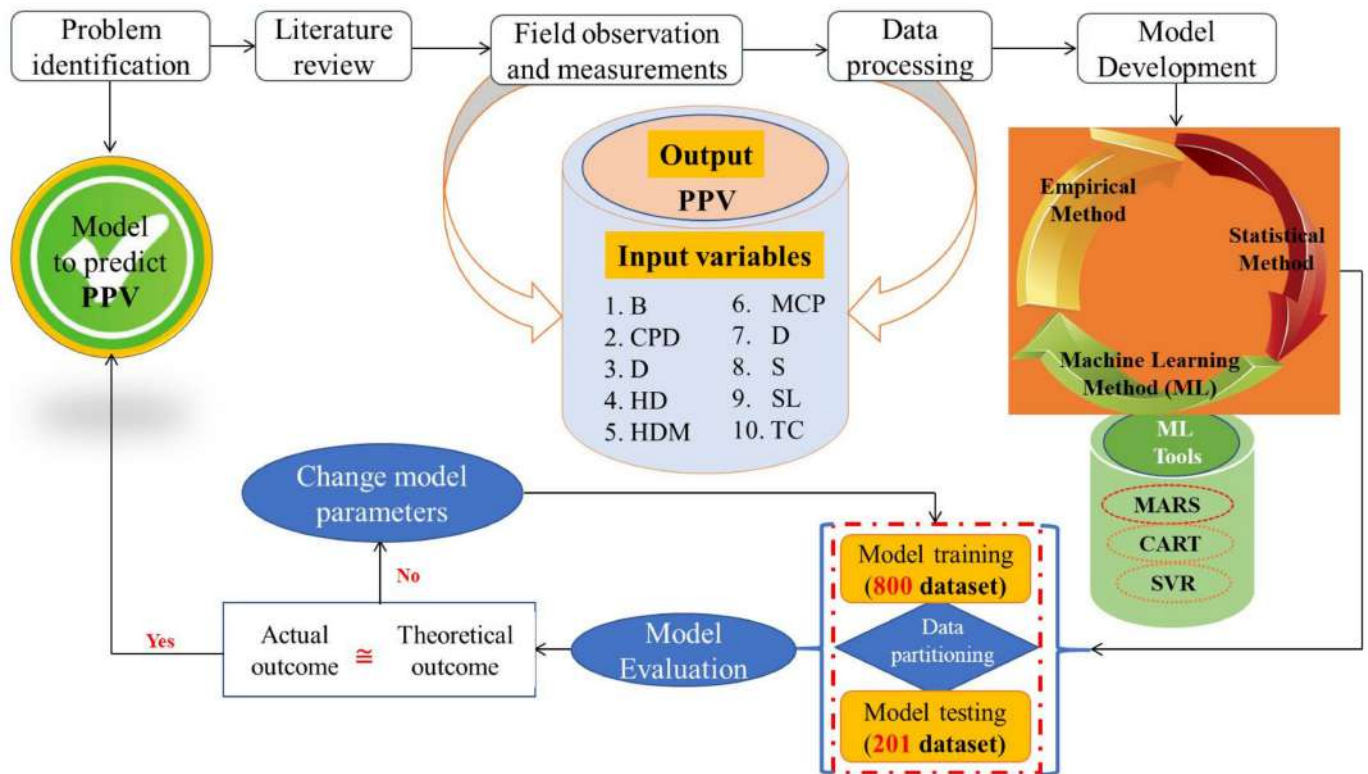 Problem
identification
Literature
review
Field observation
and measurements
Data
processing
Model
Development
Model
to predict
PPV
Output
PPV
Input variables
1. B
2. CPD
3. D
4. HD
5. HDM
6. MCP
7. D
8. S
9. SL
10. TC
Empirical
Method
Statistical
Method
Machine Learning
Method (ML)
ML
Tools
MARS
CART
SVR
Change model
parameters
No
Yes
Actual
outcome
≅
Theoretical
outcome
Model
Evaluation
Model training
(800 dataset)
Data
partitioning
Model testing
(201 dataset)